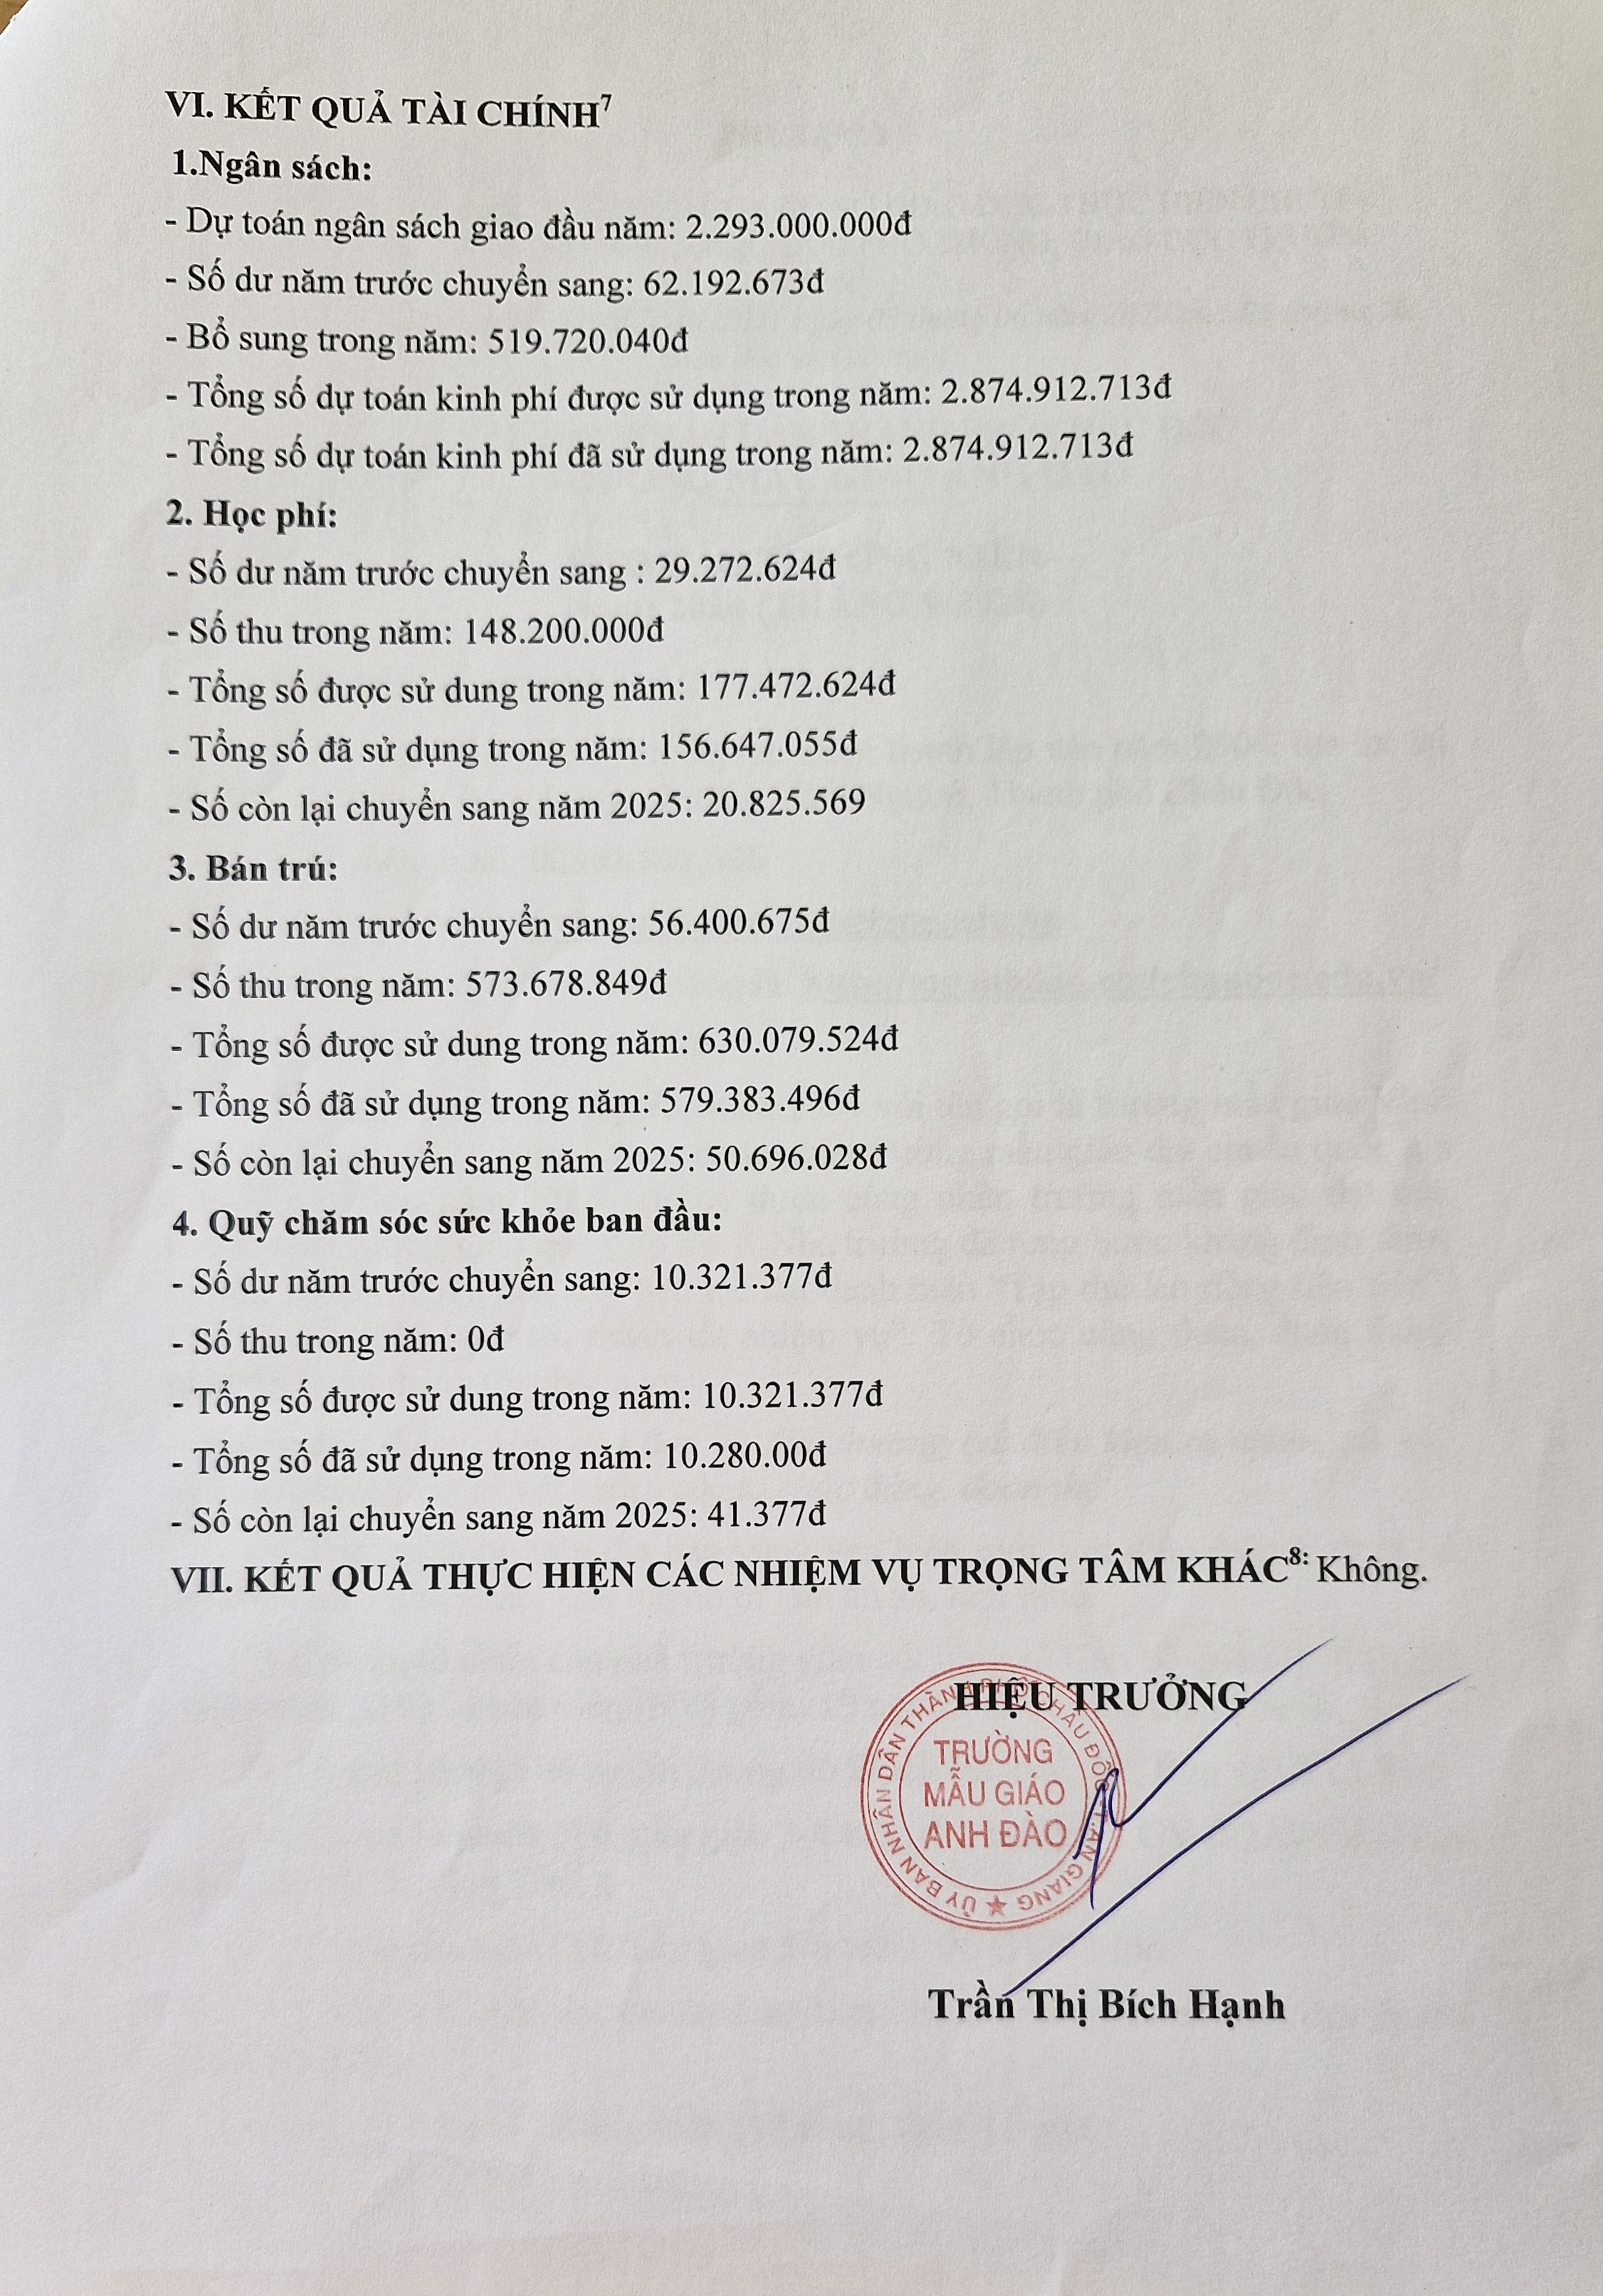 VI. KẾT QUẢ TÀI CHÍNH⁷
1.Ngân sách:
- Dự toán ngân sách giao đầu năm: 2.293.000.000đ
- Số dư năm trước chuyển sang: 62.192.673đ
- Bổ sung trong năm: 519.720.040đ
- Tổng số dự toán kinh phí được sử dụng trong năm: 2.874.912.713đ
- Tổng số dự toán kinh phí đã sử dụng trong năm: 2.874.912.713đ
2. Học phí:
- Số dư năm trước chuyển sang : 29.272.624đ
- Số thu trong năm: 148.200.000đ
- Tổng số được sử dung trong năm: 177.472.624đ
- Tổng số đã sử dụng trong năm: 156.647.055đ
- Số còn lại chuyển sang năm 2025: 20.825.569
3. Bán trú:
- Số dư năm trước chuyển sang: 56.400.675đ
- Số thu trong năm: 573.678.849đ
- Tổng số được sử dung trong năm: 630.079.524đ
- Tổng số đã sử dụng trong năm: 579.383.496đ
- Số còn lại chuyển sang năm 2025: 50.696.028đ
4. Quỹ chăm sóc sức khỏe ban đầu:
- Số dư năm trước chuyển sang: 10.321.377đ
- Số thu trong năm: 0đ
- Tổng số được sử dung trong năm: 10.321.377đ
- Tổng số đã sử dụng trong năm: 10.280.00đ
- Số còn lại chuyển sang năm 2025: 41.377đ
VII. KẾT QUẢ THỰC HIỆN CÁC NHIỆM VỤ TRỌNG TÂM KHÁC⁸: Không.
HIỆU TRƯỞNG
ỦY BAN NHÂN DÂN THÀNH PHỐ CHÂU ĐỐC T.AN GIANG ★
TRƯỜNG
MẪU GIÁO
ANH ĐÀO
Trần Thị Bích Hạnh